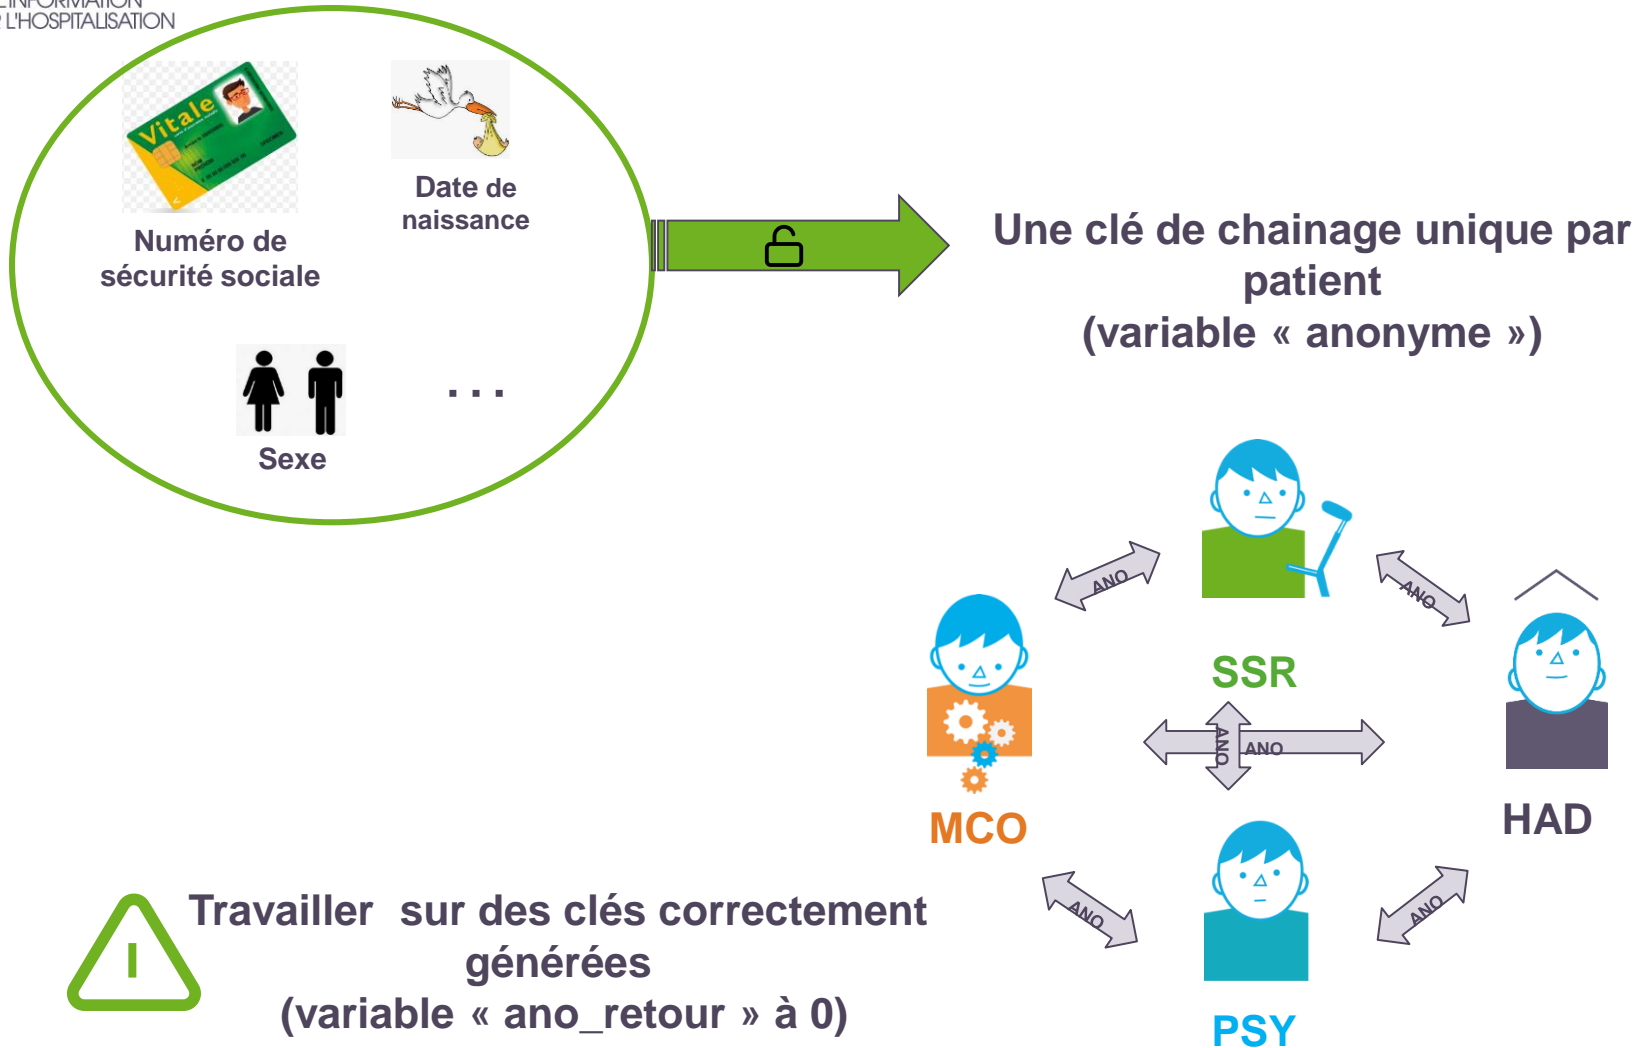 L'HOSPITALISATION
Vitale
Numéro de
sécurité sociale
Date de
naissance
Sexe
...
Une clé de chainage unique par
patient
(variable « anonyme »)
ANO
ANO
SSR
ANO
ANO
MCO
HAD
ANO
ANO
PSY
Travailler sur des clés correctement
générées
(variable « ano_retour » à 0)